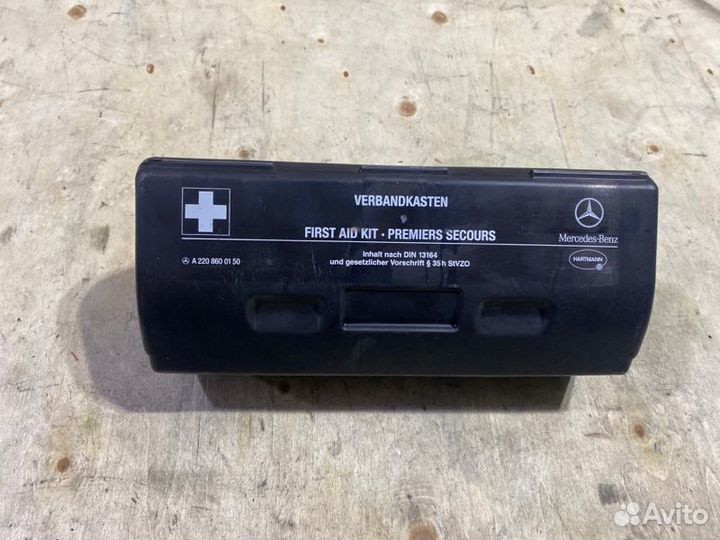 VERBANDKASTEN
FIRST AID KIT · PREMIERS SECOURS
Mercedes-Benz
A 220 860 01 50
Inhalt nach DIN 13164
und gesetzlicher Vorschrift § 35h StVZO
HARTMANN
Avito